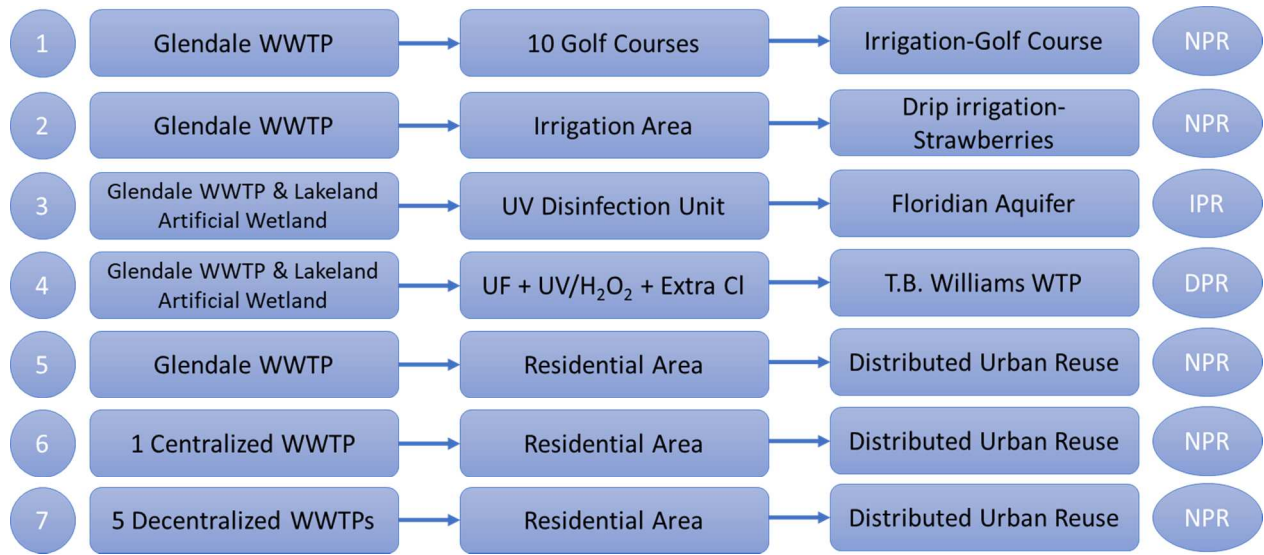 1
Glendale WWTP
10 Golf Courses
Irrigation-Golf Course
NPR
2
Glendale WWTP
Irrigation Area
Drip irrigation-
Strawberries
NPR
3
Glendale WWTP & Lakeland
Artificial Wetland
UV Disinfection Unit
Floridian Aquifer
IPR
4
Glendale WWTP & Lakeland
Artificial Wetland
UF + UV/H₂O₂ + Extra Cl
T.B. Williams WTP
DPR
5
Glendale WWTP
Residential Area
Distributed Urban Reuse
NPR
6
1 Centralized WWTP
Residential Area
Distributed Urban Reuse
NPR
7
5 Decentralized WWTPs
Residential Area
Distributed Urban Reuse
NPR